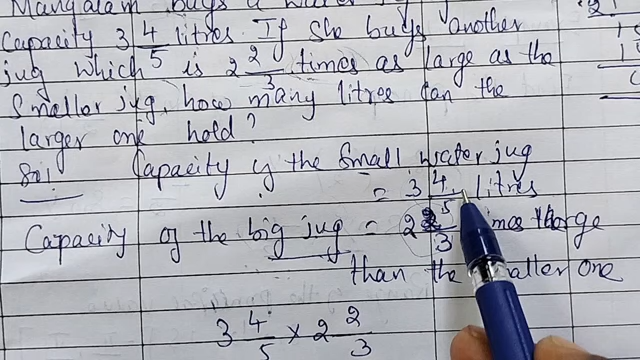 Mangalam buys a water
Capacity 3 4/5 litres. If She buys another
jug which is 2 2/3 times as large as the
Smaller jug, how many litres can the
larger one hold?
Sol Capacity of the Small water jug
= 3 4/5 litres
Capacity of the big jug = 2 2/3 large
than the smaller one
3 4/5 × 2 2/3